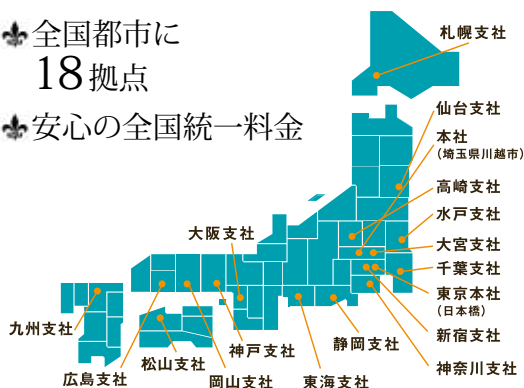 全国都市に
18拠点
安心の全国統一料金
札幌支社
仙台支社
本社
（埼玉県川越市）
高崎支社
水戸支社
大宮支社
千葉支社
東京本社
（日本橋）
新宿支社
神奈川支社
大阪支社
静岡支社
東海支社
神戸支社
岡山支社
松山支社
広島支社
九州支社